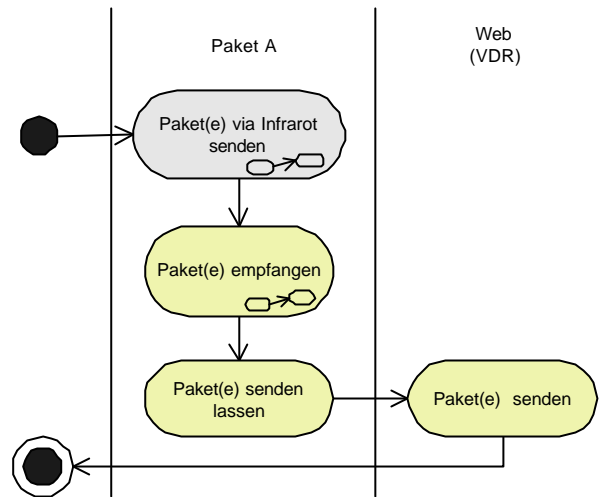 Paket A
Web
(VDR)
Paket(e) via Infrarot
senden
Paket(e) empfangen
Paket(e) senden
lassen
Paket(e) senden